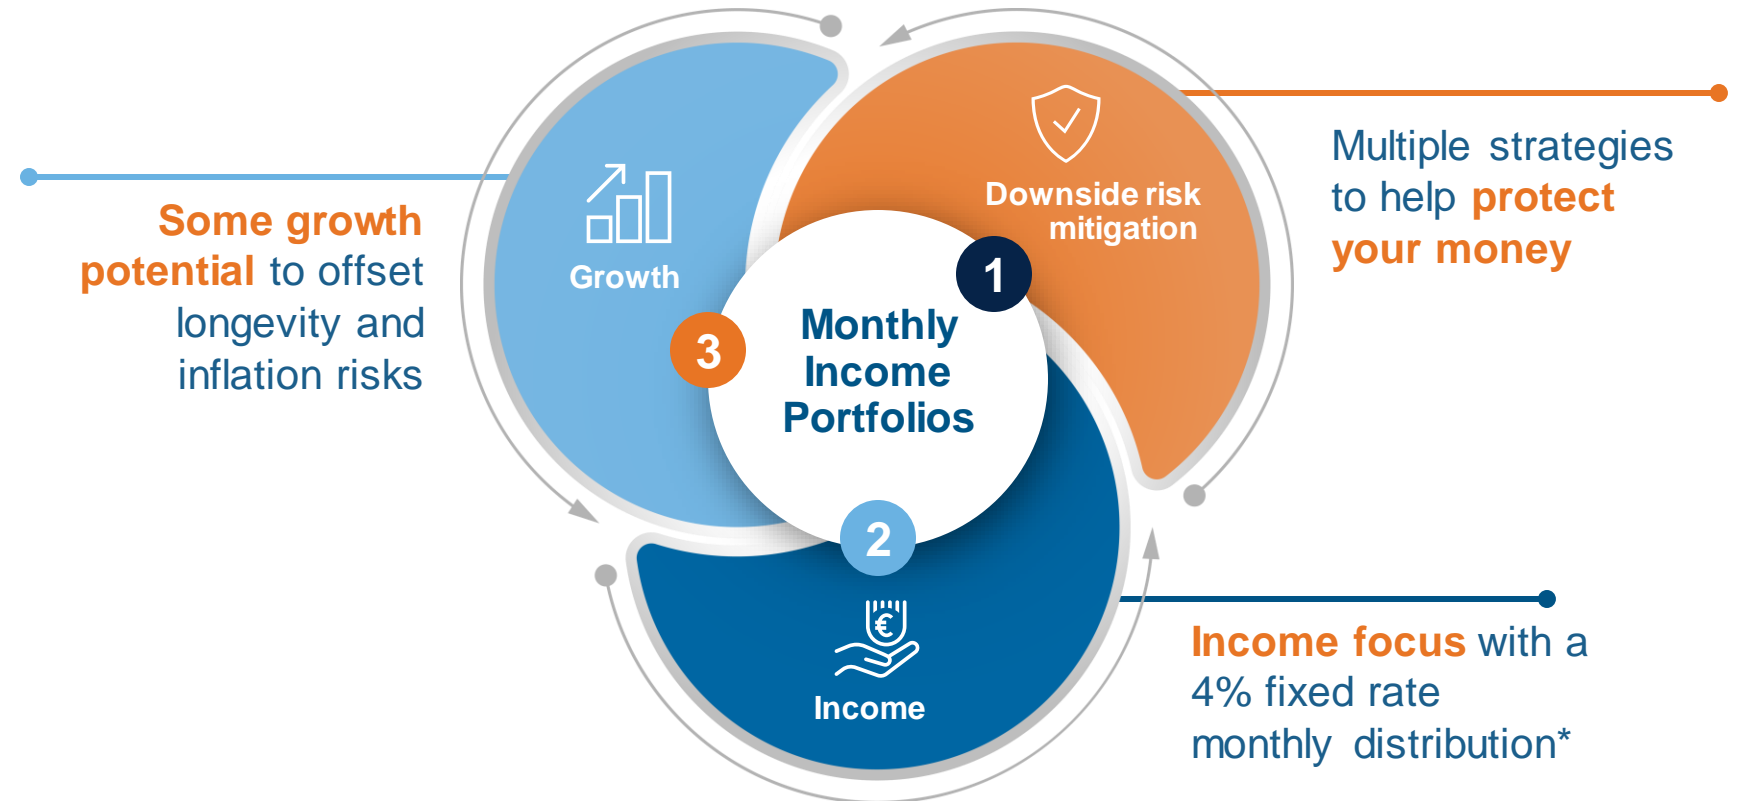 Some growth
potential to offset
longevity and
inflation risks
Growth
3
Monthly
Income
Portfolios
1
Downside risk
mitigation
Multiple strategies
to help protect
your money
2
€
Income
Income focus with a
4% fixed rate
monthly distribution*